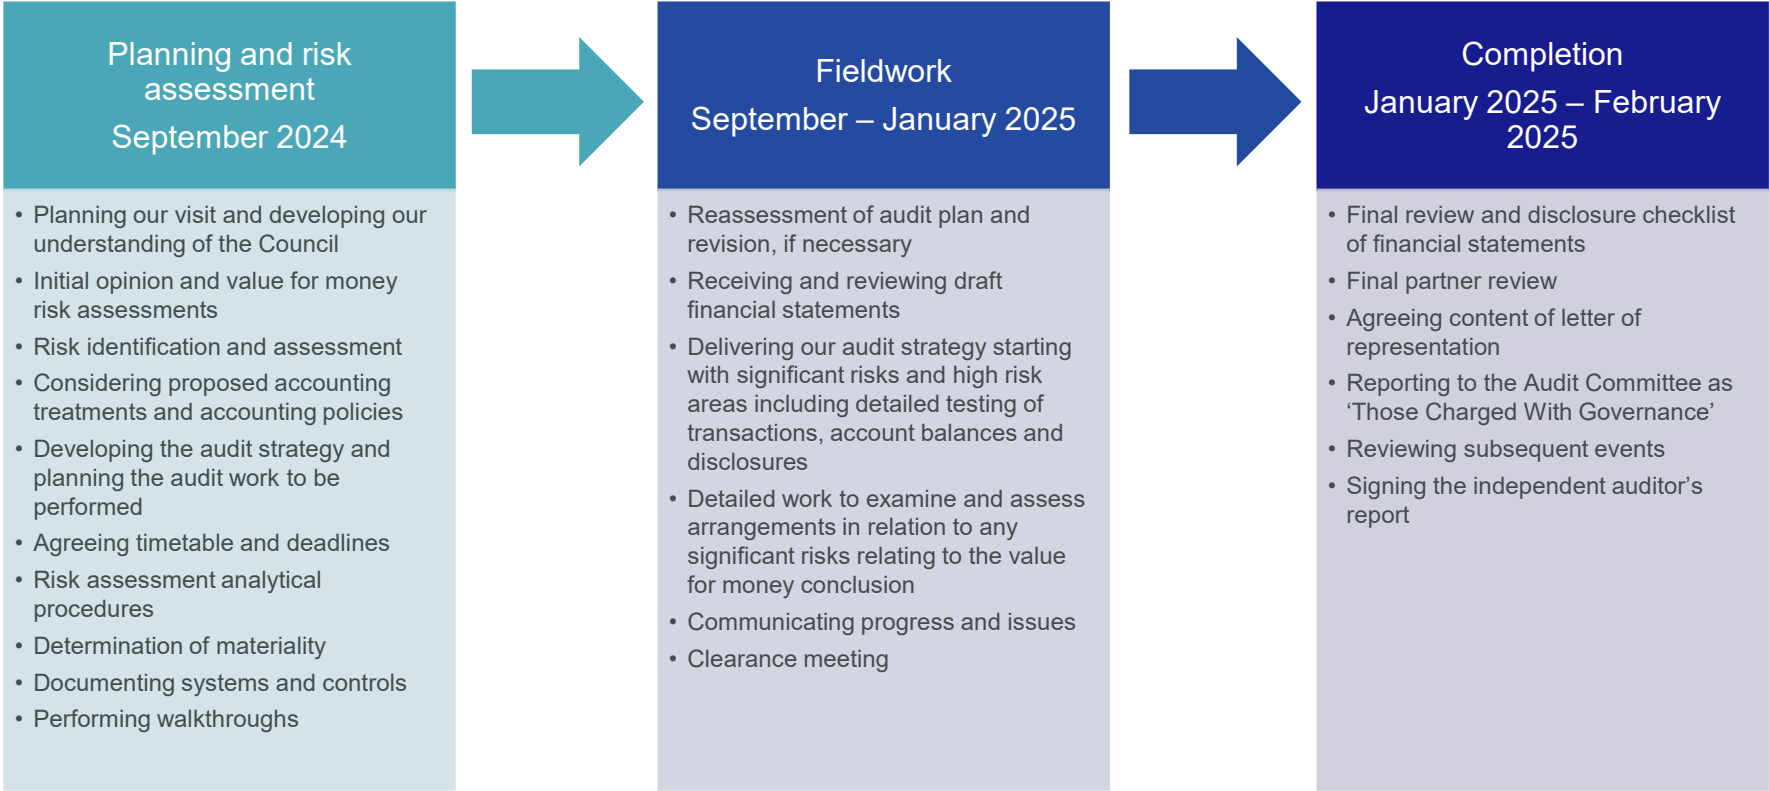 Planning and risk
assessment
September 2024
• Planning our visit and developing our
understanding of the Council
• Initial opinion and value for money
risk assessments
• Risk identification and assessment
• Considering proposed accounting
treatments and accounting policies
• Developing the audit strategy and
planning the audit work to be
performed
• Agreeing timetable and deadlines
• Risk assessment analytical
procedures
• Determination of materiality
• Documenting systems and controls
• Performing walkthroughs
Fieldwork
September – January 2025
• Reassessment of audit plan and
revision, if necessary
• Receiving and reviewing draft
financial statements
• Delivering our audit strategy starting
with significant risks and high risk
areas including detailed testing of
transactions, account balances and
disclosures
• Detailed work to examine and assess
arrangements in relation to any
significant risks relating to the value
for money conclusion
• Communicating progress and issues
• Clearance meeting
Completion
January 2025 – February
2025
• Final review and disclosure checklist
of financial statements
• Final partner review
• Agreeing content of letter of
representation
• Reporting to the Audit Committee as
‘Those Charged With Governance’
• Reviewing subsequent events
• Signing the independent auditor’s
report